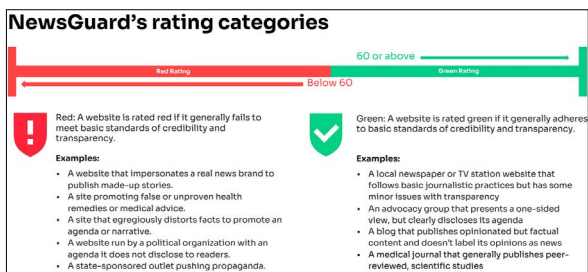 NewsGuard's rating categories
60 or above
Red Rating
Green Rating
Below 60
Red: A website is rated red if it generally fails to
meet basic standards of credibility and
transparency.
Examples:
• A website that impersonates a real news brand to
publish made-up stories.
• A site promoting false or unproven health
remedies or medical advice.
• A site that egregiously distorts facts to promote an
agenda or narrative.
• A website run by a political organization with an
agenda it does not disclose to readers.
• A state-sponsored outlet pushing propaganda.
Green: A website is rated green if it generally adheres
to basic standards of credibility and transparency.
Examples:
• A local newspaper or TV station website that
follows basic journalistic practices but has some
minor issues with transparency
• An advocacy group that presents a one-sided
view, but clearly discloses its agenda
• A blog that publishes opinionated but factual
content and doesn't label its opinions as news
• A medical journal that generally publishes peer-
reviewed, scientific studies